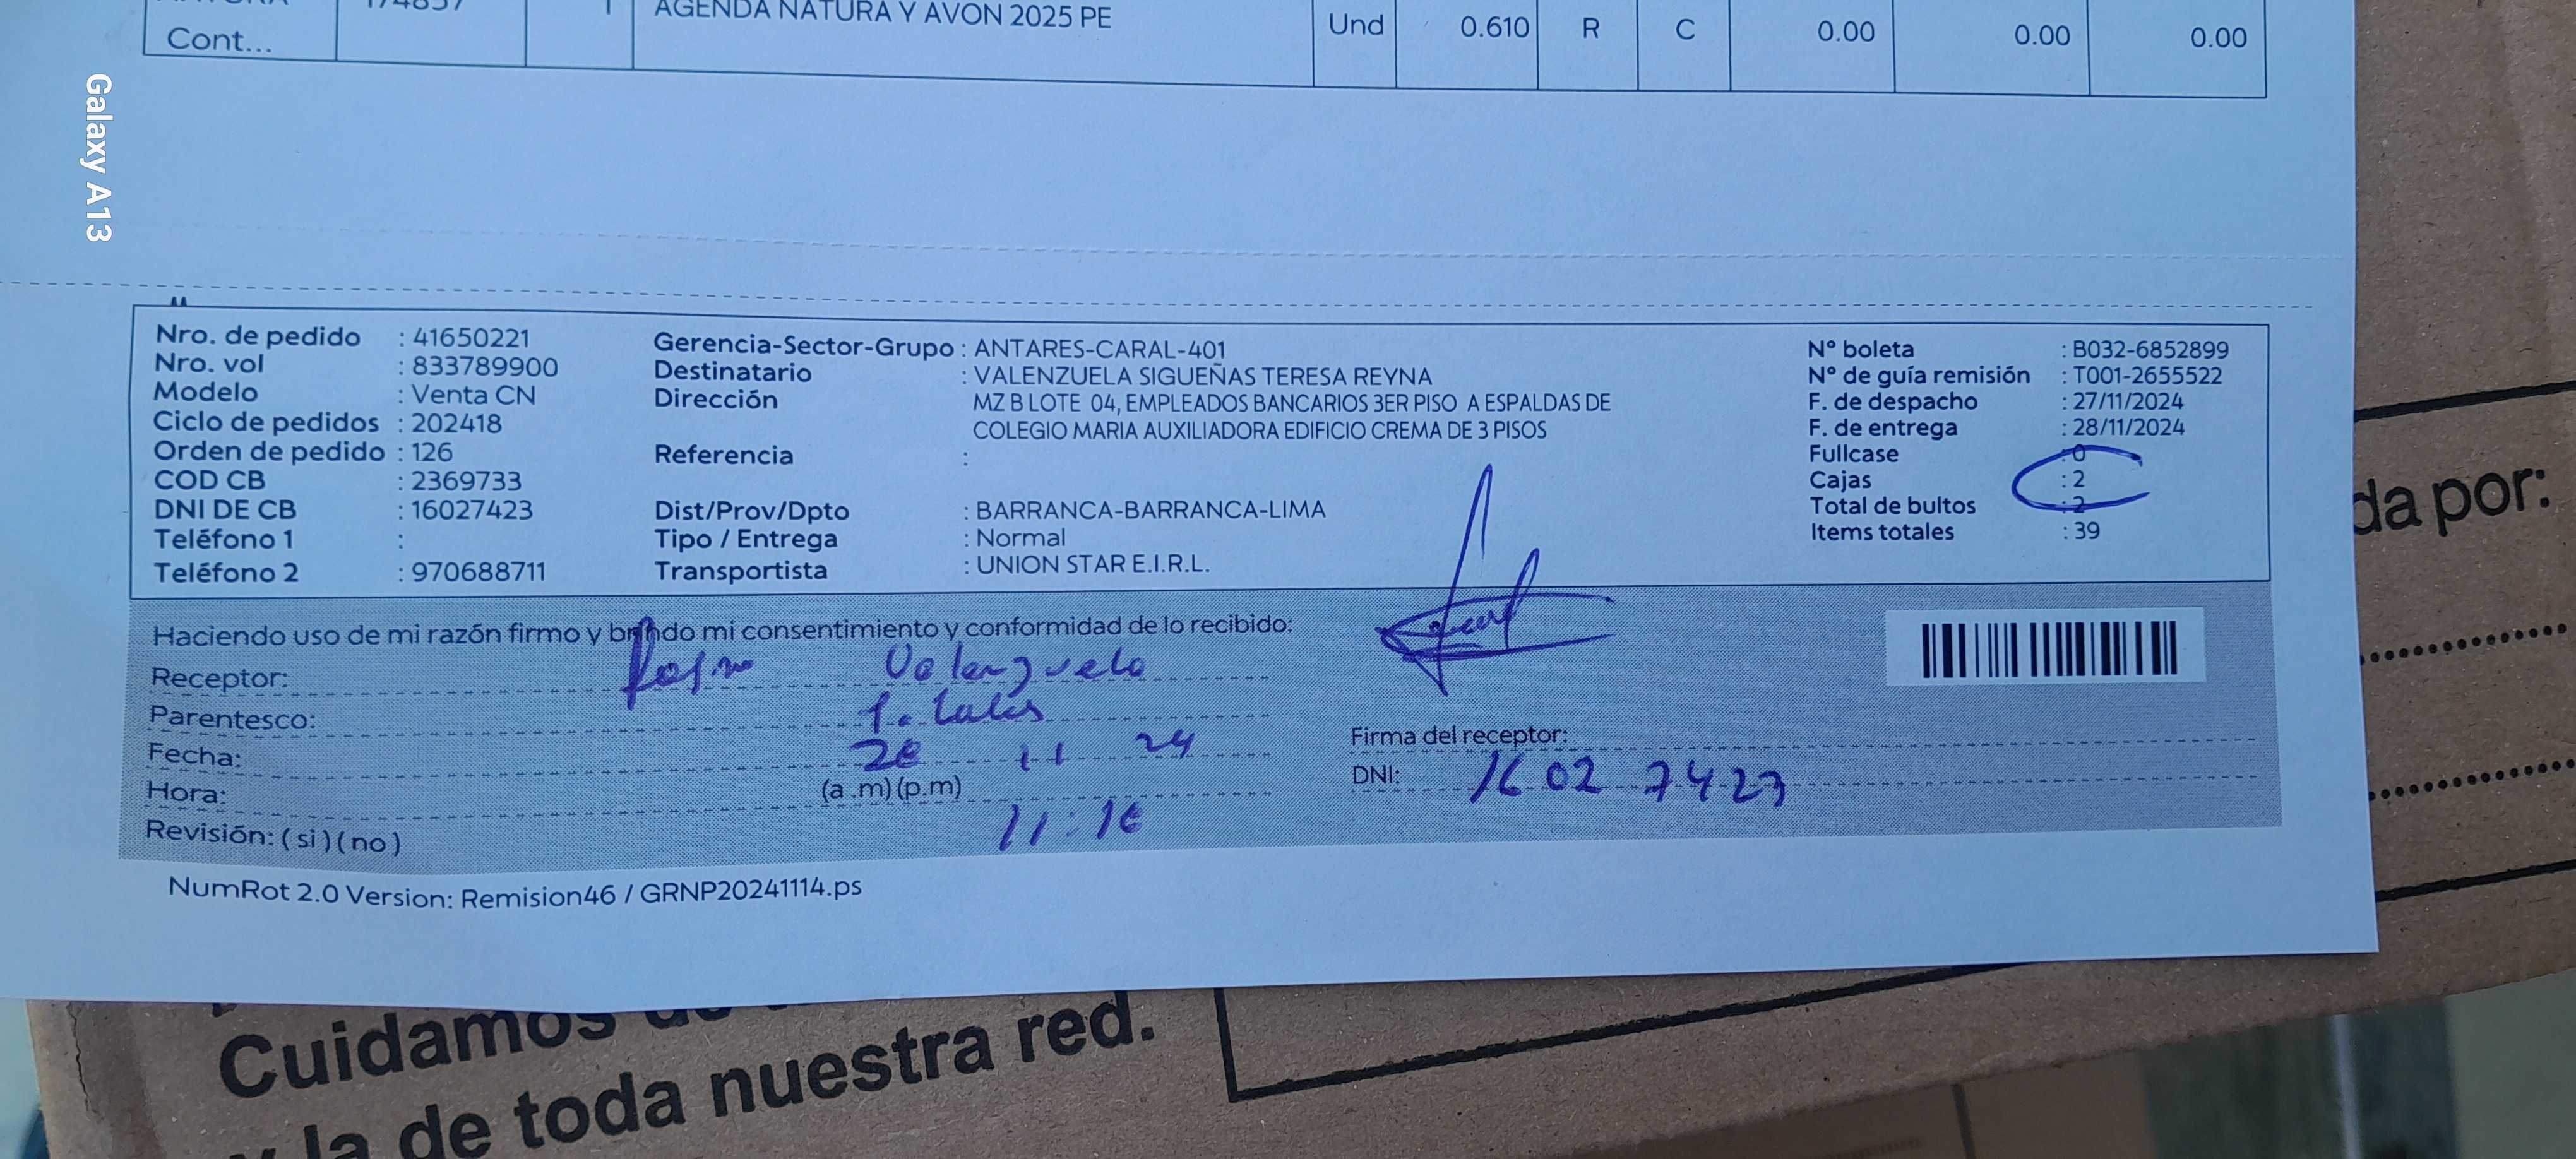 AGENDA NATURA Y AVON 2025 PE Und 0.610 R C 0.00 0.00 0.00
Cont...
Galaxy A13
Nro. de pedido : 41650221
Nro. vol : 833789900
Modelo : Venta CN
Ciclo de pedidos : 202418
Orden de pedido : 126
COD CB : 2369733
DNI DE CB : 16027423
Teléfono 1 :
Teléfono 2 : 970688711
Gerencia-Sector-Grupo : ANTARES-CARAL-401
Destinatario : VALENZUELA SIGUEÑAS TERESA REYNA
Dirección MZ B LOTE 04, EMPLEADOS BANCARIOS 3ER PISO A ESPALDAS DE
COLEGIO MARIA AUXILIADORA EDIFICIO CREMA DE 3 PISOS
Referencia :
Dist/Prov/Dpto : BARRANCA-BARRANCA-LIMA
Tipo / Entrega : Normal
Transportista : UNION STAR E.I.R.L.
N° boleta : B032-6852899
N° de guía remisión : T001-2655522
F. de despacho : 27/11/2024
F. de entrega : 28/11/2024
Fullcase : 0
Cajas : 2
Total de bultos : 2
Items totales : 39
Haciendo uso de mi razón firmo y brindo mi consentimiento y conformidad de lo recibido:
Receptor: Valenzuela
Parentesco:
Fecha: 28 11 24
Hora: (a .m) (p.m)
11:16
Revisión: ( si ) ( no )
Firma del receptor:
DNI: 16 02 7423
NumRot 2.0 Version: Remision46 / GRNP20241114.ps
da por:
Cuidamos de
y la de toda nuestra red.